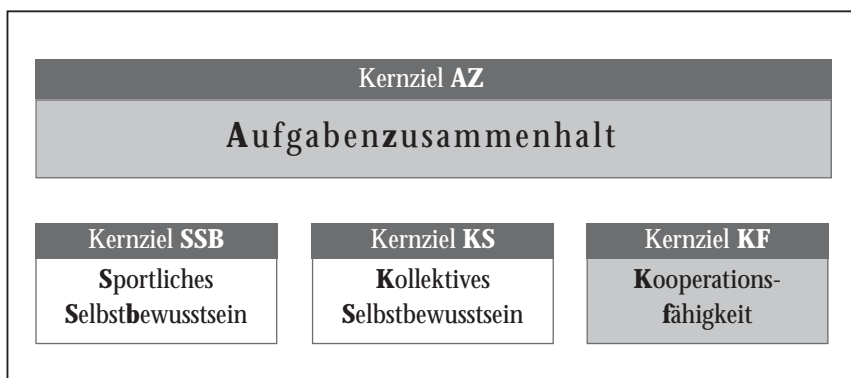 Kernziel AZ
Aufgabenzusammenhalt
Kernziel SSB
Sportliches
Selbstbewusstsein
Kernziel KS
Kollektives
Selbstbewusstsein
Kernziel KF
Kooperations-
fähigkeit